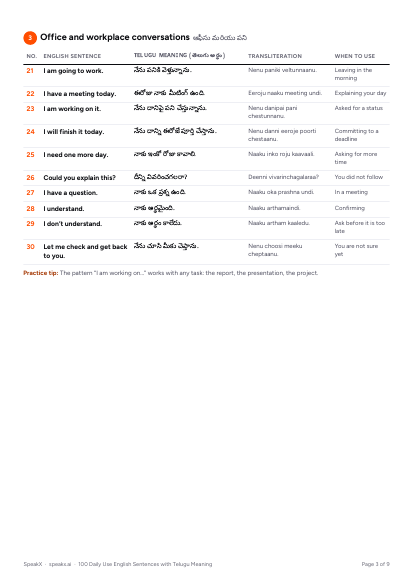 3 Office and workplace conversations ఆఫీసు మరియు పని
NO. ENGLISH SENTENCE TELUGU MEANING (తెలుగు అర్థం) TRANSLITERATION WHEN TO USE
21 I am going to work. నేను పనికి వెళ్తున్నాను. Nenu paniki veltunnaanu. Leaving in the
morning
22 I have a meeting today. ఈరోజు నాకు మీటింగ్ ఉంది. Eeroju naaku meeting undi. Explaining your day
23 I am working on it. నేను దానిపై పని చేస్తున్నాను. Nenu danipai pani Asked for a status
chestunnanu.
24 I will finish it today. నేను దాన్ని ఈరోజే పూర్తి చేస్తాను. Nenu danni eeroje poorti Committing to a
chestaanu. deadline
25 I need one more day. నాకు ఇంకో రోజు కావాలి. Naaku inko roju kaavaali. Asking for more
time
26 Could you explain this? దీన్ని వివరించగలరా? Deenni vivarinchagalaraa? You did not follow
27 I have a question. నాకు ఒక ప్రశ్న ఉంది. Naaku oka prashna undi. In a meeting
28 I understand. నాకు అర్థమైంది. Naaku arthamaindi. Confirming
29 I don't understand. నాకు అర్థం కాలేదు. Naaku artham kaaledu. Ask before it is too
late
30 Let me check and get back నేను చూసి మీకు చెప్తాను. Nenu choosi meeku You are not sure
to you. cheptaanu. yet
Practice tip: The pattern "I am working on..." works with any task: the report, the presentation, the project.
SpeakX · speakx.ai · 100 Daily Use English Sentences with Telugu Meaning Page 3 of 9